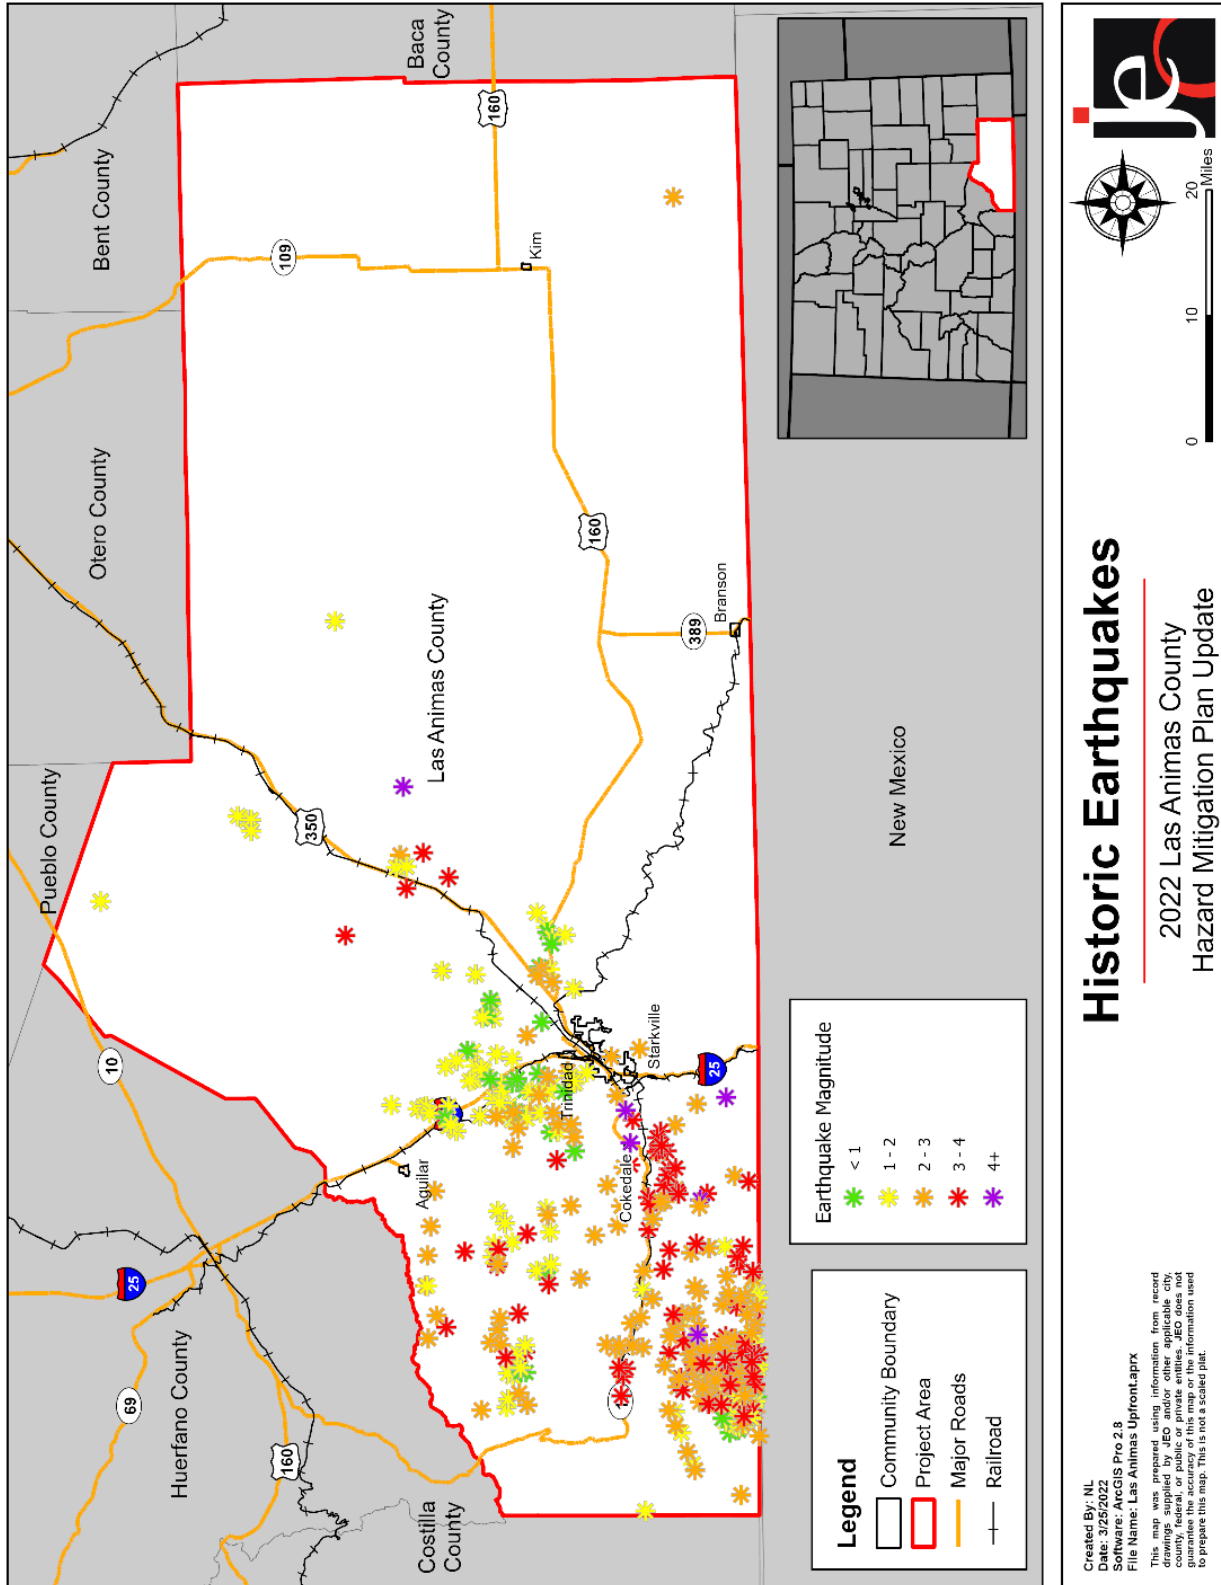 Huerfano County
Pueblo County
Otero County
Bent County
Baca
County
Costilla
County
Las Animas County
New Mexico
Aguilar
Trinidad
Cokedale
Starkville
Branson
Kim
69
160
25
10
350
109
160
160
389
25
Legend
Community Boundary
Project Area
Major Roads
Railroad
Earthquake Magnitude
< 1
1 - 2
2 - 3
3 - 4
4+
Created By: NL
Date: 3/25/2022
Software: ArcGIS Pro 2.8
File Name: Las Animas Upfront.aprx
This map was prepared using information from record
drawings supplied by JEO and/or other applicable city,
county, federal, or public or private entities. JEO does not
guarantee the accuracy of this map or the information used
to prepare this map. This is not a scaled plat.
Historic Earthquakes
2022 Las Animas County
Hazard Mitigation Plan Update
0 10 20 Miles
jeo